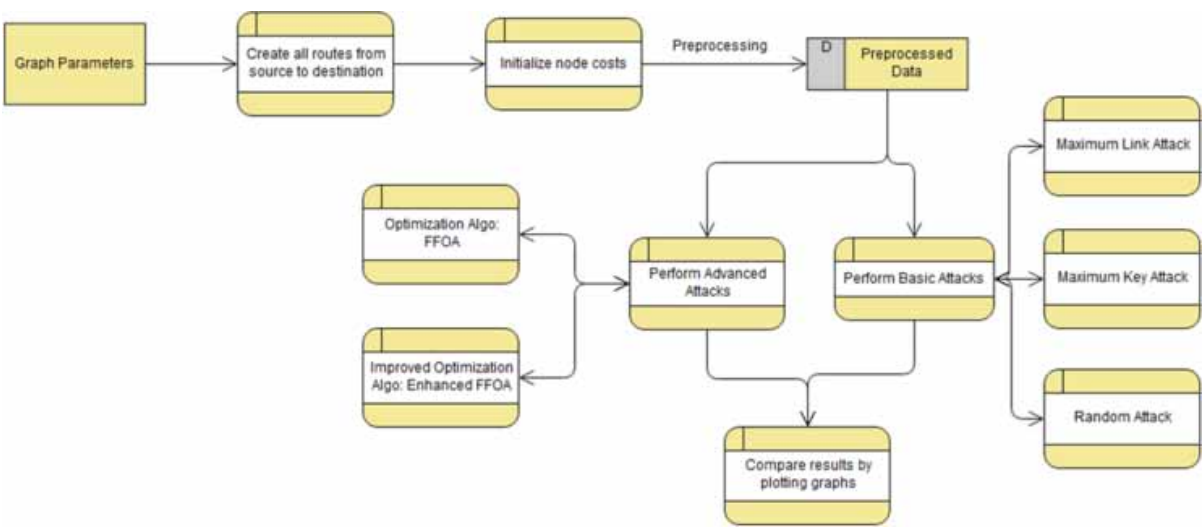 Graph Parameters
Create all routes from
source to destination
Initialize node costs
Preprocessing
D
Preprocessed
Data
Maximum Link Attack
Optimization Algo:
FFOA
Perform Advanced
Attacks
Perform Basic Attacks
Maximum Key Attack
Improved Optimization
Algo: Enhanced FFOA
Random Attack
Compare results by
plotting graphs